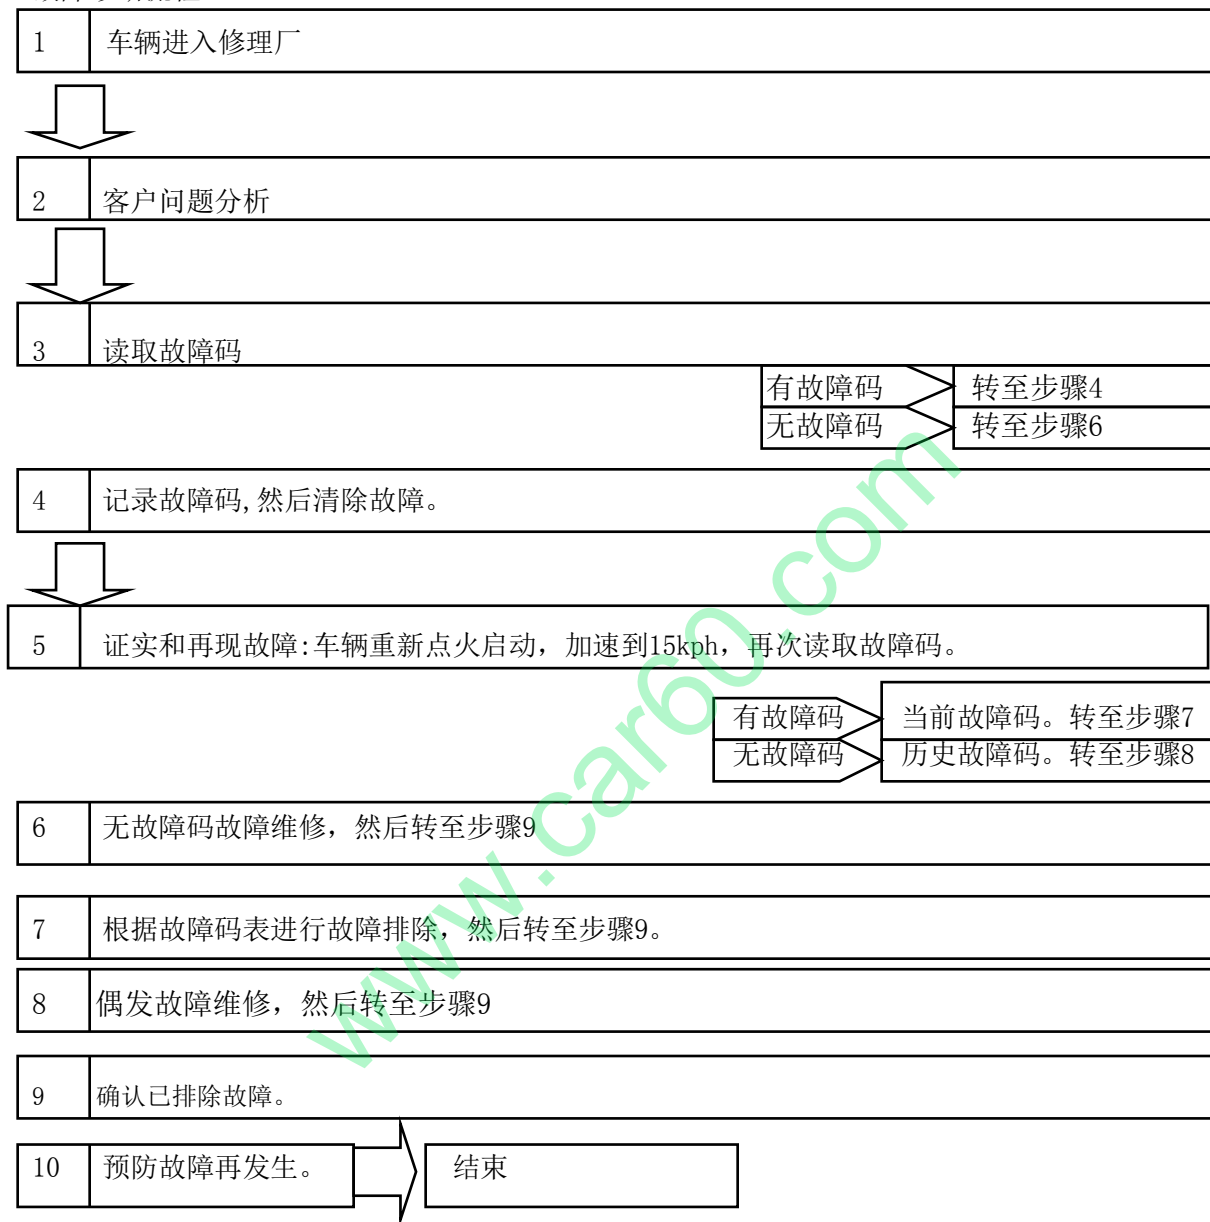 1 车辆进入修理厂
2 客户问题分析
3 读取故障码
有故障码 转至步骤4
无故障码 转至步骤6
4 记录故障码,然后清除故障。
5 证实和再现故障:车辆重新点火启动，加速到15kph，再次读取故障码。
有故障码 当前故障码。转至步骤7
无故障码 历史故障码。转至步骤8
6 无故障码故障维修，然后转至步骤9
7 根据故障码表进行故障排除，然后转至步骤9。
8 偶发故障维修，然后转至步骤9
9 确认已排除故障。
10 预防故障再发生。 结束
www.car60.com